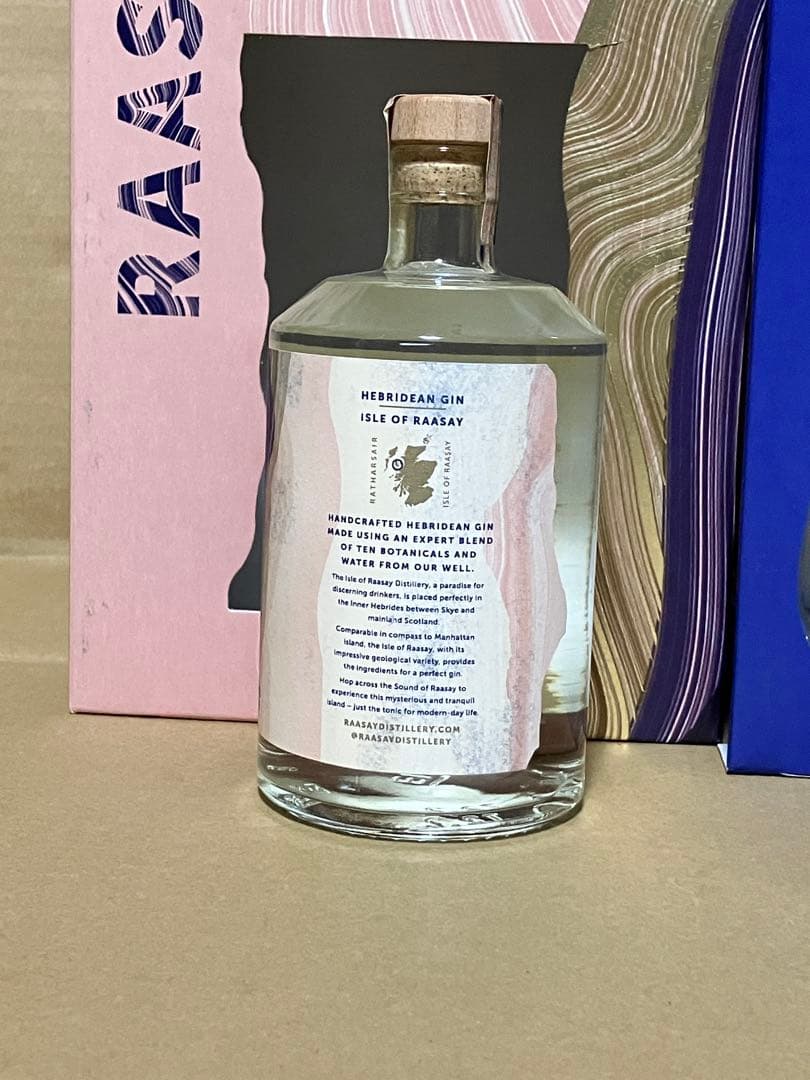 RAAS
HEBRIDEAN GIN
ISLE OF RAASAY
RATHARSAIR
ISLE OF RAASAY
HANDCRAFTED HEBRIDEAN GIN
MADE USING AN EXPERT BLEND
OF TEN BOTANICALS AND
WATER FROM OUR WELL.
The Isle of Raasay Distillery, a paradise for
discerning drinkers, is placed perfectly in
the Inner Hebrides between Skye and
mainland Scotland.
Comparable in compass to Manhattan
island, the Isle of Raasay, with its
impressive geological variety, provides
the ingredients for a perfect gin.
Hop across the Sound of Raasay to
experience this mysterious and tranquil
island – just the tonic for modern-day life.
RAASAYDISTILLERY.COM
@RAASAYDISTILLERY